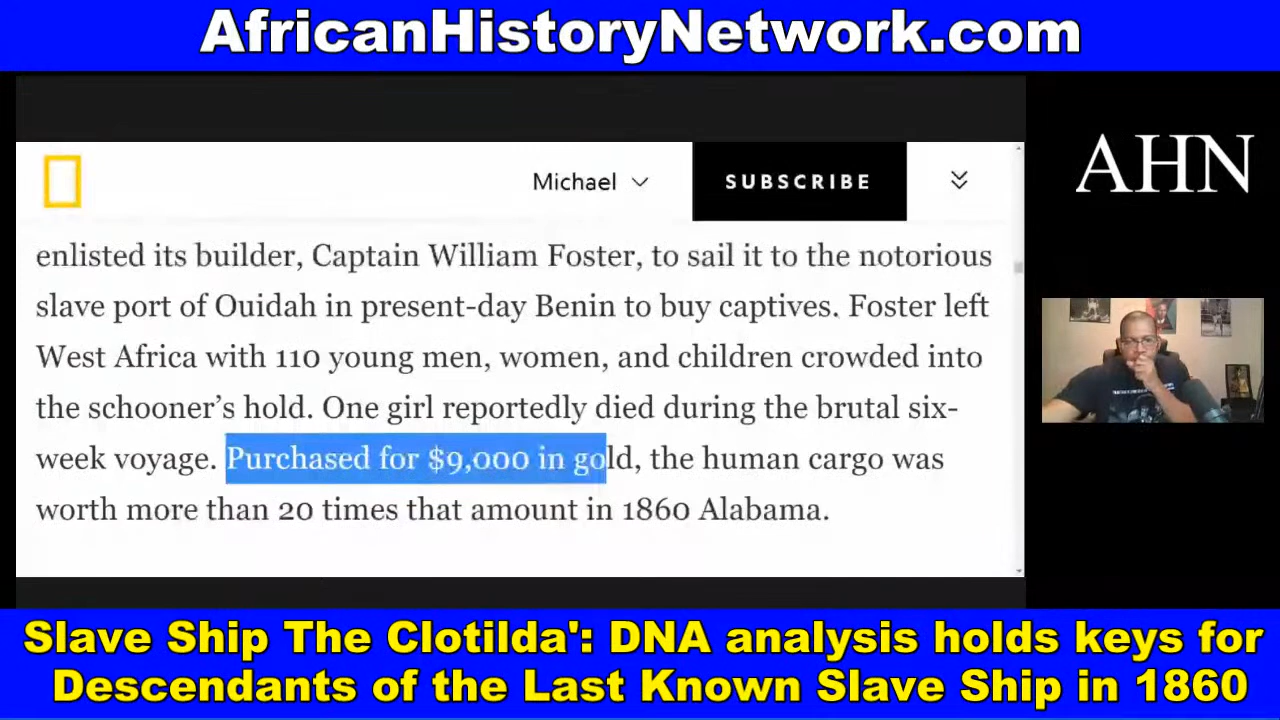 AfricanHistoryNetwork.com
AHN
Michael
SUBSCRIBE
enlisted its builder, Captain William Foster, to sail it to the notorious
slave port of Ouidah in present-day Benin to buy captives. Foster left
West Africa with 110 young men, women, and children crowded into
the schooner’s hold. One girl reportedly died during the brutal six-
week voyage. Purchased for $9,000 in gold, the human cargo was
worth more than 20 times that amount in 1860 Alabama.
Slave Ship The Clotilda': DNA analysis holds keys for
Descendants of the Last Known Slave Ship in 1860